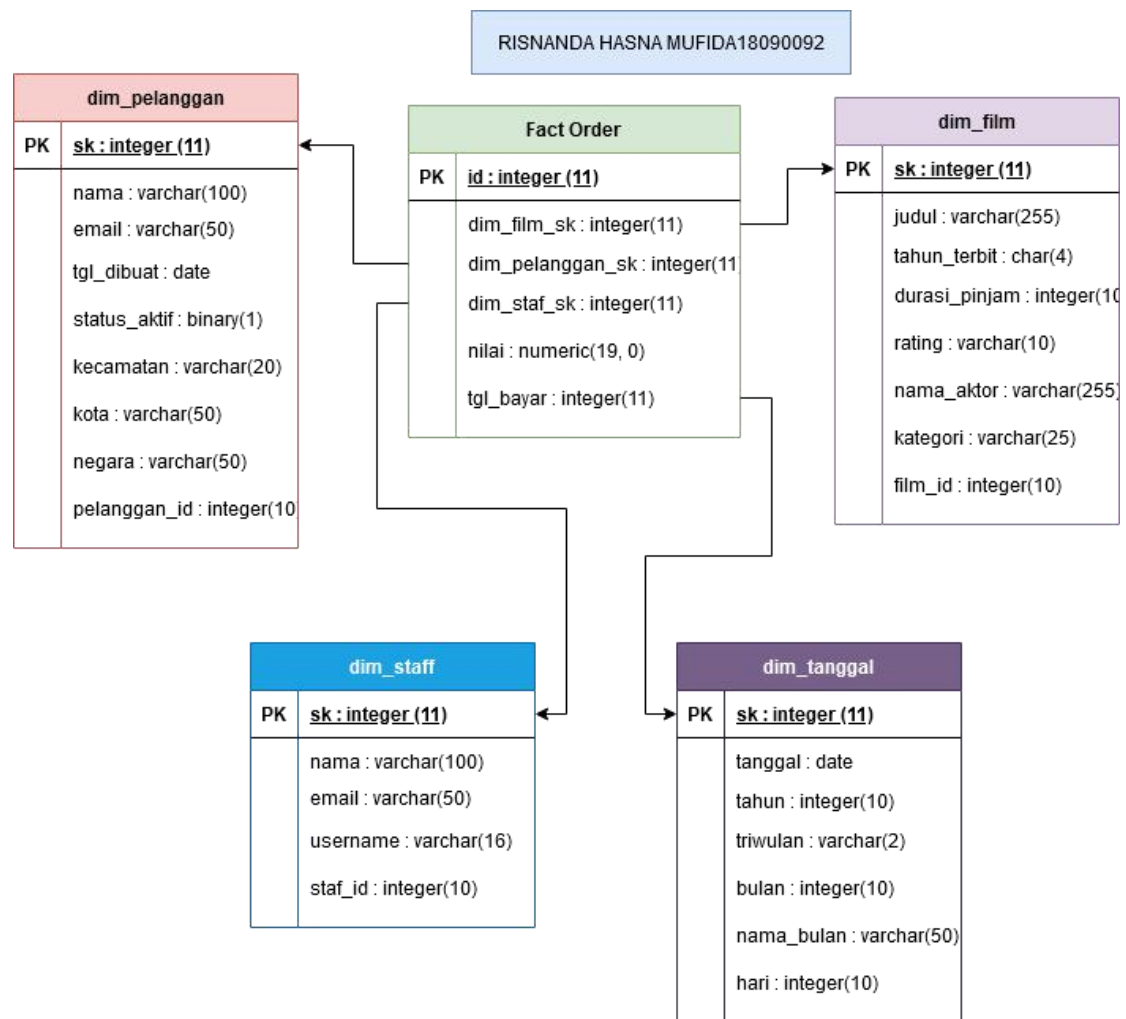 RISNANDA HASNA MUFIDA18090092
dim_pelanggan
PK sk : integer (11)
nama : varchar(100)
email : varchar(50)
tgl_dibuat : date
status_aktif : binary(1)
kecamatan : varchar(20)
kota : varchar(50)
negara : varchar(50)
pelanggan_id : integer(10
Fact Order
PK id : integer (11)
dim_film_sk : integer(11)
dim_pelanggan_sk : integer(11
dim_staf_sk : integer(11)
nilai : numeric(19, 0)
tgl_bayar : integer(11)
dim_film
PK sk : integer (11)
judul : varchar(255)
tahun_terbit : char(4)
durasi_pinjam : integer(10
rating : varchar(10)
nama_aktor : varchar(255)
kategori : varchar(25)
film_id : integer(10)
dim_staff
PK sk : integer (11)
nama : varchar(100)
email : varchar(50)
username : varchar(16)
staf_id : integer(10)
dim_tanggal
PK sk : integer (11)
tanggal : date
tahun : integer(10)
triwulan : varchar(2)
bulan : integer(10)
nama_bulan : varchar(50)
hari : integer(10)